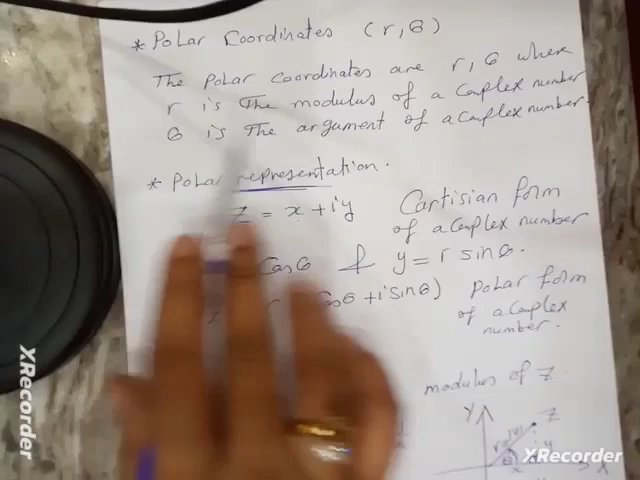 * Polar Coordinates (r, θ)
The Polar coordinates are r, θ where
r is The modulus of a Complex number
θ is The argument of a Complex number.
* Polar representation.
Z = x + iy Cartisian form
of a Complex number
Cosθ & y = r sinθ.
Z r Cosθ + i sinθ) Polar form
of a Complex
number.
modulus of Z
Y
Z
r
y
θ
x
X
XRecorder
XRecorder